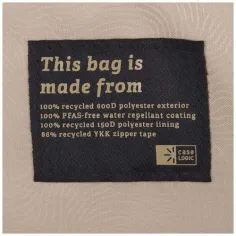 This bag is
made from
100% recycled 600D polyester exterior
100% PFAS-free water repellant coating
100% recycled 150D polyester lining
86% recycled YKK zipper tape
case
LOGIC